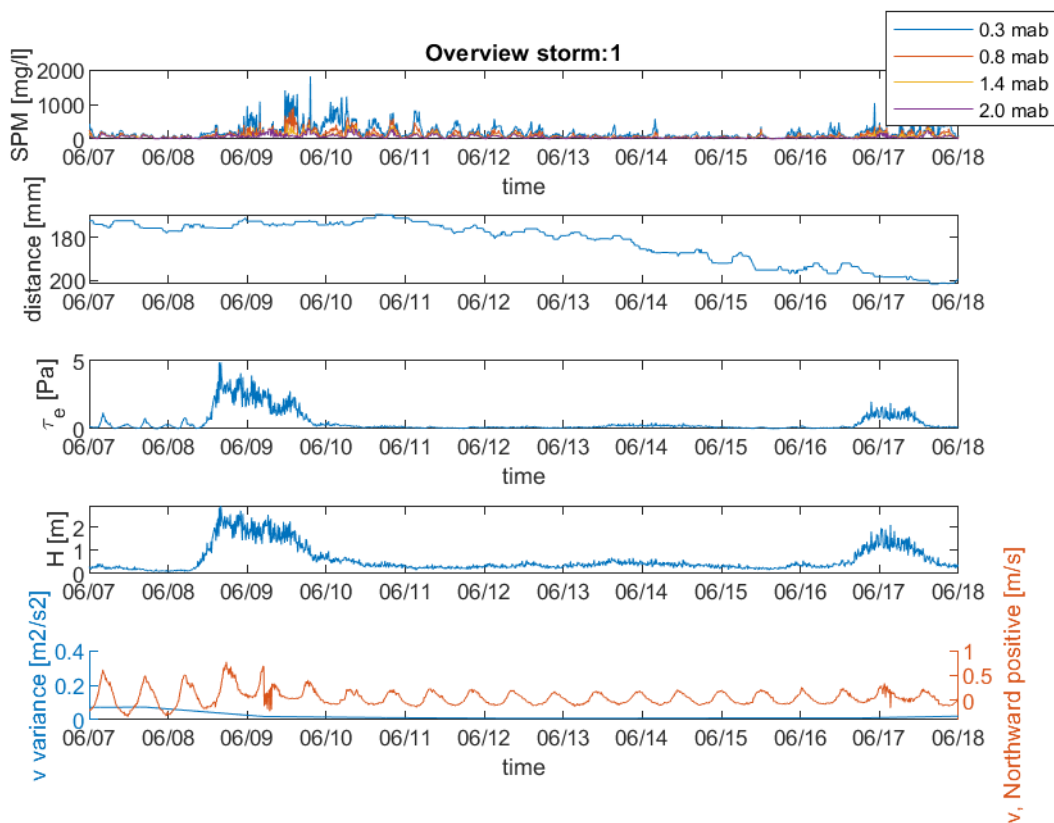 Overview storm:1
0.3 mab
0.8 mab
1.4 mab
2.0 mab
SPM [mg/l]
2000
1000
0
06/07 06/08 06/09 06/10 06/11 06/12 06/13 06/14 06/15 06/16 06/17 06/18
time
distance [mm]
180
200
06/07 06/08 06/09 06/10 06/11 06/12 06/13 06/14 06/15 06/16 06/17 06/18
τe [Pa]
5
0
06/07 06/08 06/09 06/10 06/11 06/12 06/13 06/14 06/15 06/16 06/17 06/18
time
H [m]
2
1
0
06/07 06/08 06/09 06/10 06/11 06/12 06/13 06/14 06/15 06/16 06/17 06/18
v variance [m2/s2]
0.4
0.2
0
v, Northward positive [m/s]
1
0.5
0
06/07 06/08 06/09 06/10 06/11 06/12 06/13 06/14 06/15 06/16 06/17 06/18
time